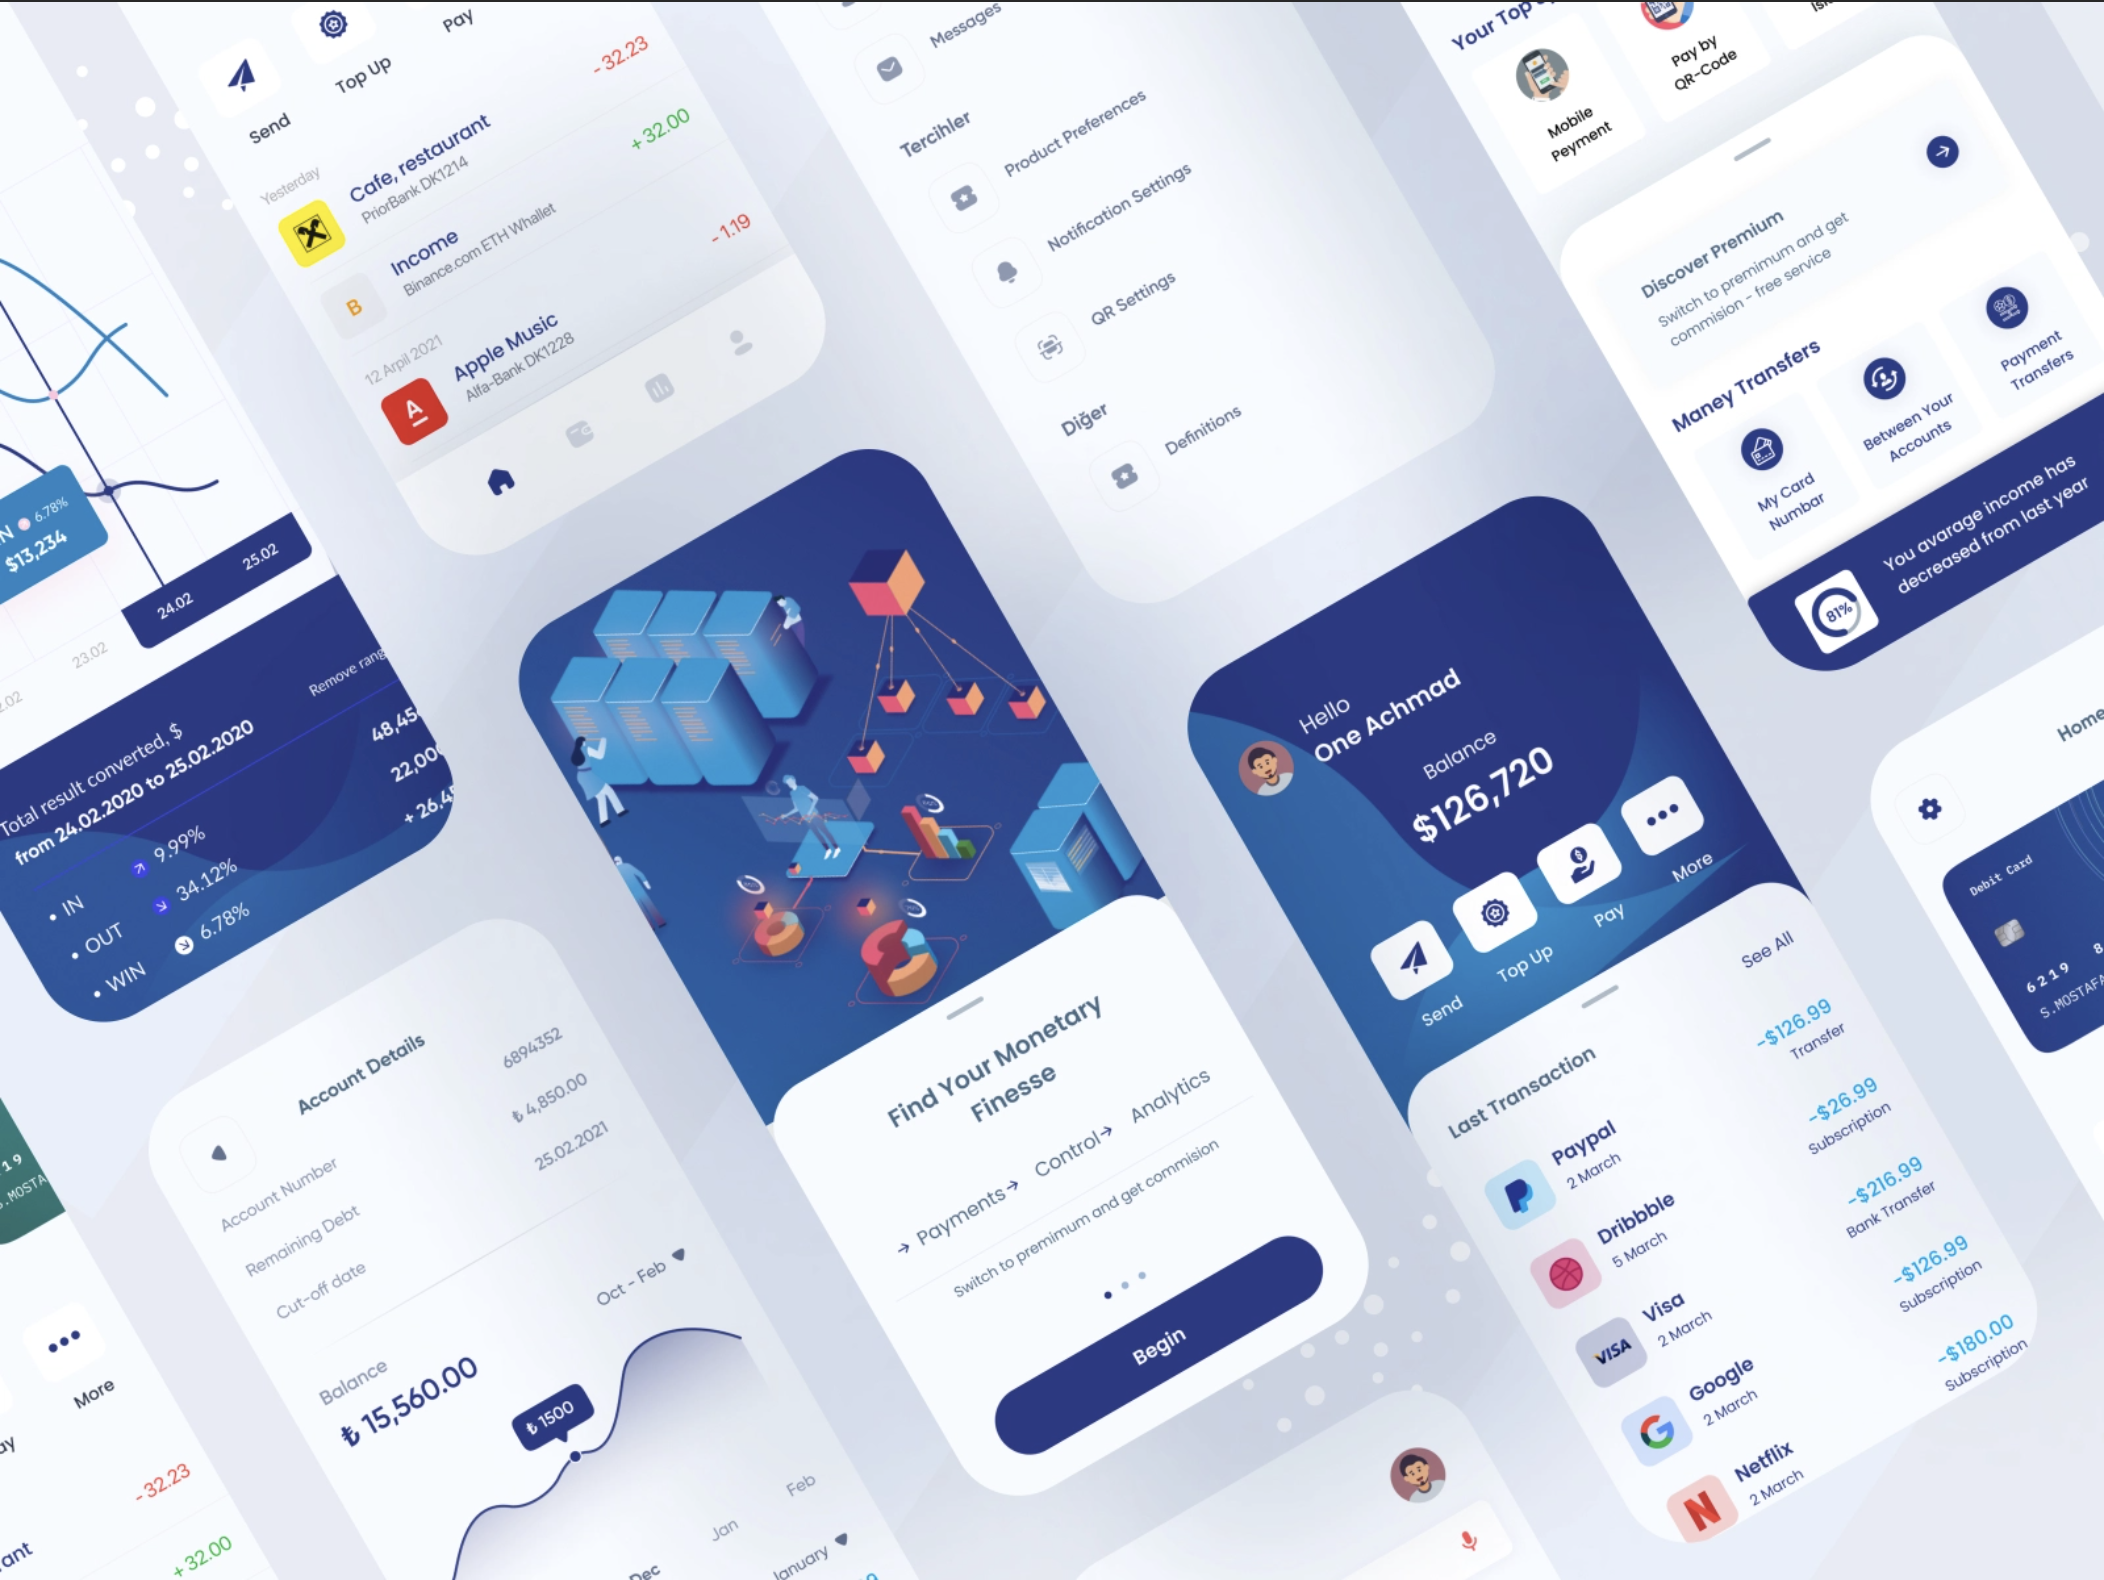 Send
Top Up
Pay
Yesterday
Cafe, restaurant
PriorBank DK1214
- 32.23
Income
Binance.com ETH Whallet
+ 32.00
B
12 Arpil 2021
Apple Music
Alfa-Bank DK1228
- 1.19
A
6.78%
$13,234
23.02
24.02
25.02
Remove rang
Total result converted, $
from 24.02.2020 to 25.02.2020
48,45
22,000
+ 26,45
• IN
9.99%
• OUT
34.12%
• WIN
6.78%
Messages
Tercihler
Product Preferences
Notification Settings
QR Settings
Diğer
Definitions
Your Top
Mobile
Peyment
Pay by
QR-Code
Discover Premium
Switch to premimum and get
commision - free service
Maney Transfers
My Card
Numbar
Between Your
Accounts
Payment
Transfers
81%
You avarage income has
decreased from last year
Find Your Monetary
Finesse
→ Payments → Control → Analytics
Switch to premimum and get commision
Begin
Hello
One Achmad
Balance
$126,720
Send
Top Up
Pay
More
See All
Last Transaction
Paypal
2 March
-$126.99
Transfer
Dribbble
5 March
-$26.99
Subscription
VISA
Visa
2 March
-$216.99
Bank Transfer
Google
2 March
-$126.99
Subscription
Netflix
2 March
-$180.00
Subscription
Home
Debit Card
6219
8
S.MOSTAFA
Account Details
Account Number
6894352
Remaining Debt
₺ 4,850.00
Cut-off date
25.02.2021
Oct - Feb
Balance
₺ 15,560.00
₺ 1500
Dec
Jan
Feb
January
19
S.MOSTA
More
- 32.23
+ 32.00